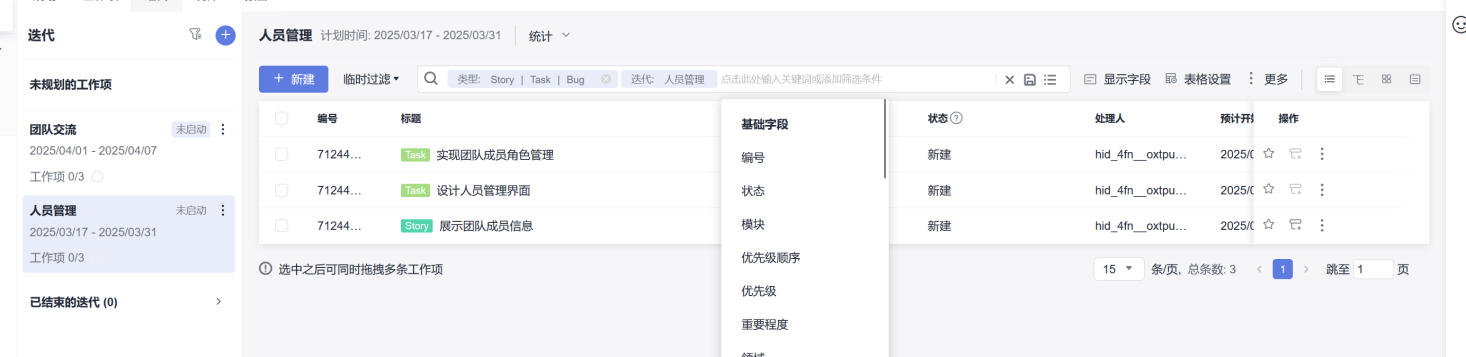 迭代
未规划的工作项
团队交流 未启动
2025/04/01 - 2025/04/07
工作项 0/3
人员管理 未启动
2025/03/17 - 2025/03/31
工作项 0/3
已结束的迭代 (0)
人员管理 计划时间: 2025/03/17 - 2025/03/31 统计
+ 新建 临时过滤 类型: Story | Task | Bug 迭代: 人员管理 点击此处输入关键词或添加筛选条件 显示字段 表格设置 更多
编号 标题 状态 处理人 预计开始 操作
71244... Task 实现团队成员角色管理 新建 hid_4fn__oxtpu... 2025/0
71244... Task 设计人员管理界面 新建 hid_4fn__oxtpu... 2025/0
71244... Story 展示团队成员信息 新建 hid_4fn__oxtpu... 2025/0
基础字段
编号
状态
模块
优先级顺序
优先级
重要程度
领域
选中之后可同时拖拽多条工作项
15 条/页, 总条数: 3 1 跳至 1 页